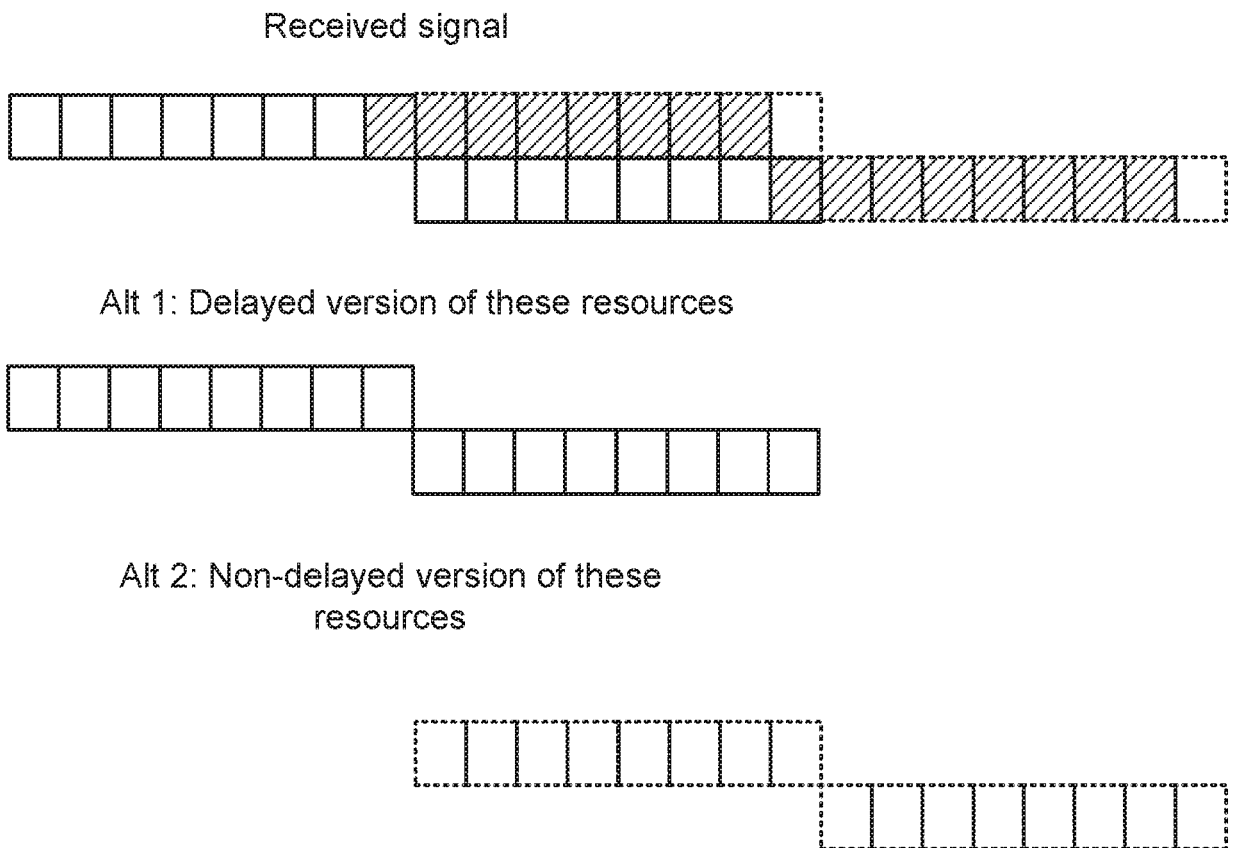 Received signal
Alt 1: Delayed version of these resources
Alt 2: Non-delayed version of these
resources